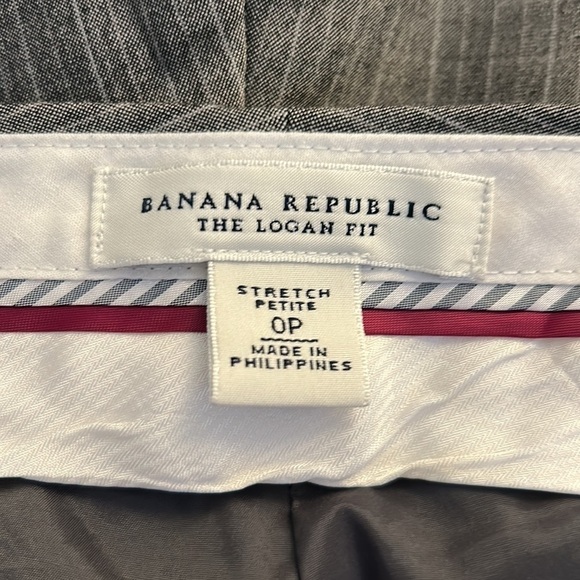 BANANA REPUBLIC
THE LOGAN FIT
STRETCH
PETITE
0P
MADE IN
PHILIPPINES